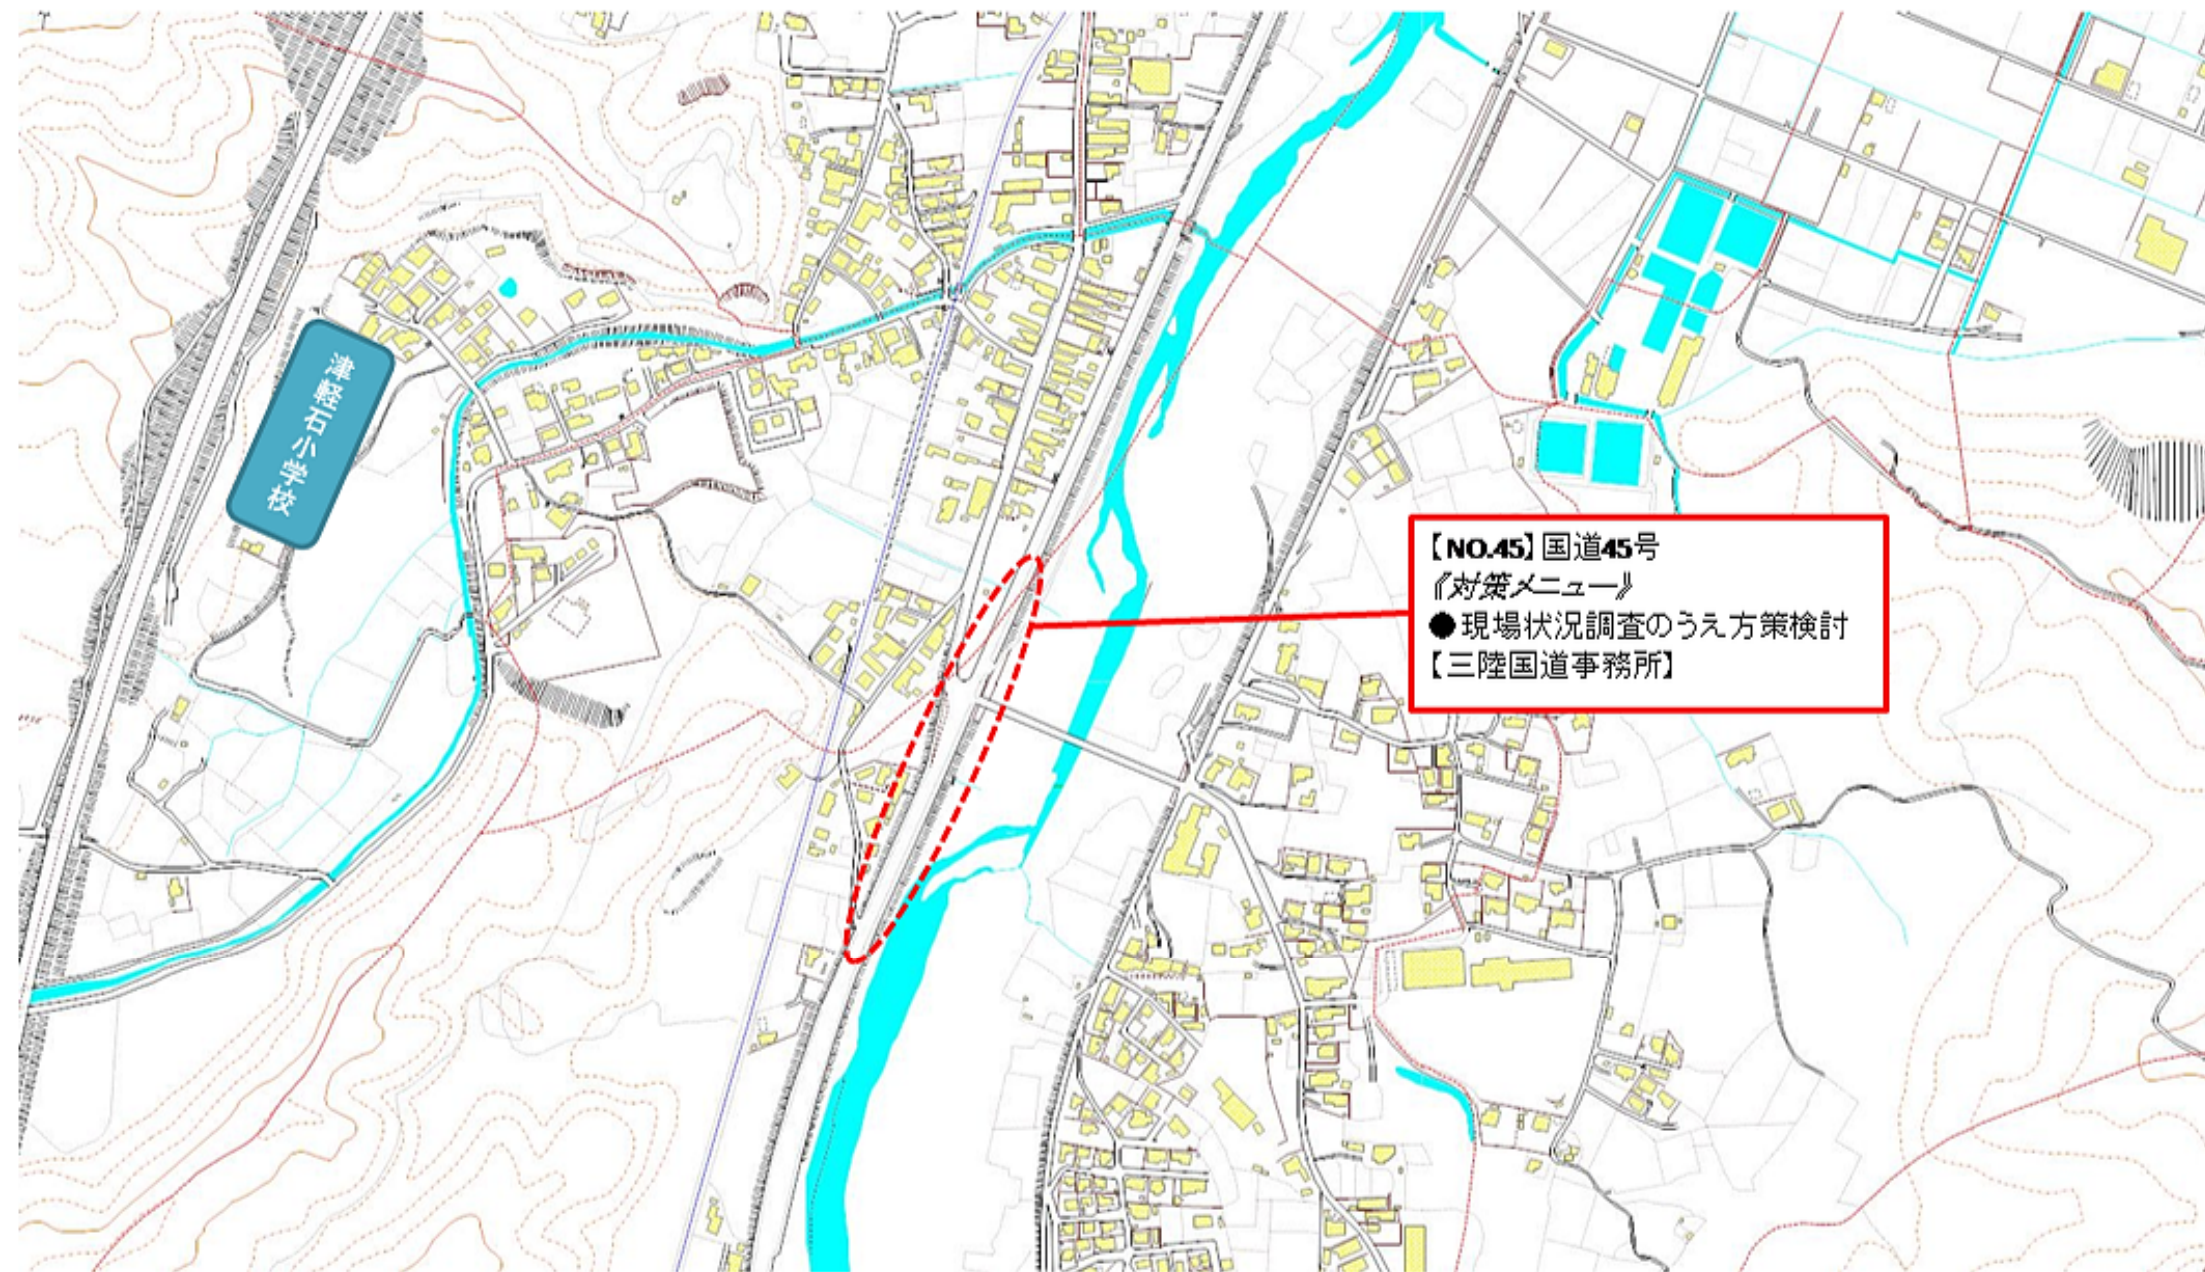 津軽石小学校
【NO.45】国道45号
《対策メニュー》
●現場状況調査のうえ方策検討
【三陸国道事務所】